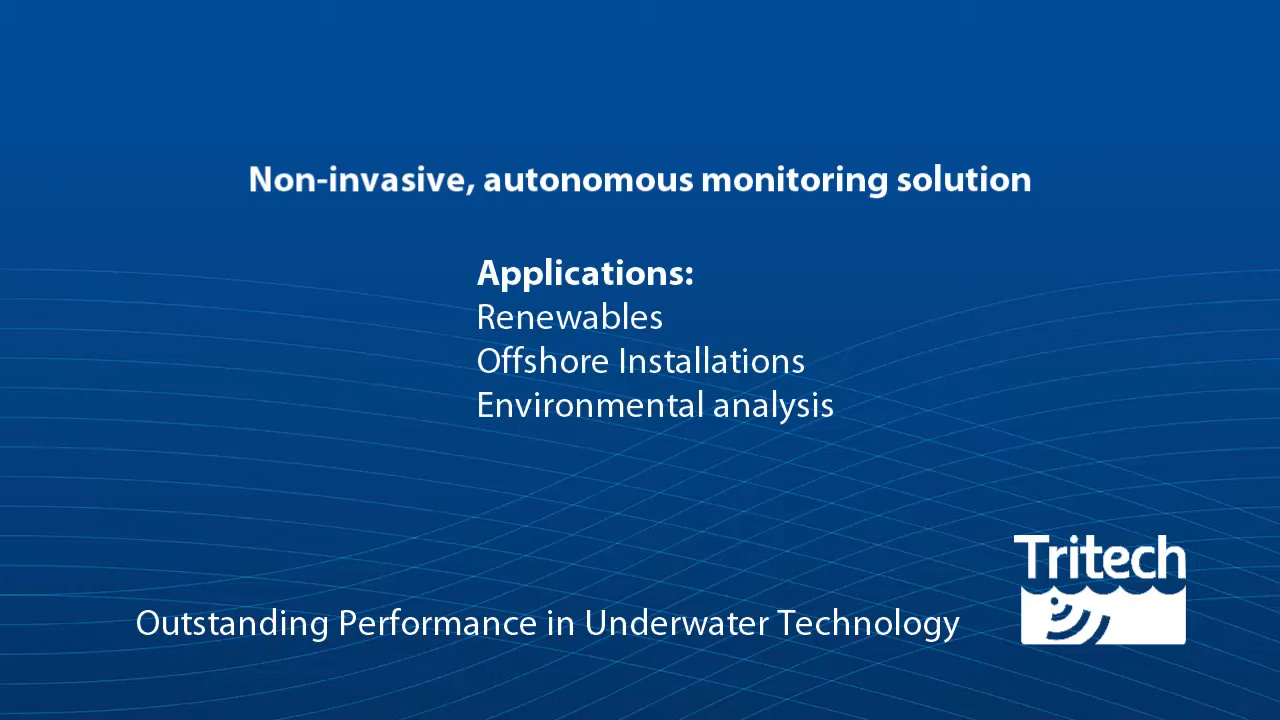 Non-invasive, autonomous monitoring solution
Applications:
Renewables
Offshore Installations
Environmental analysis
Tritech
Outstanding Performance in Underwater Technology